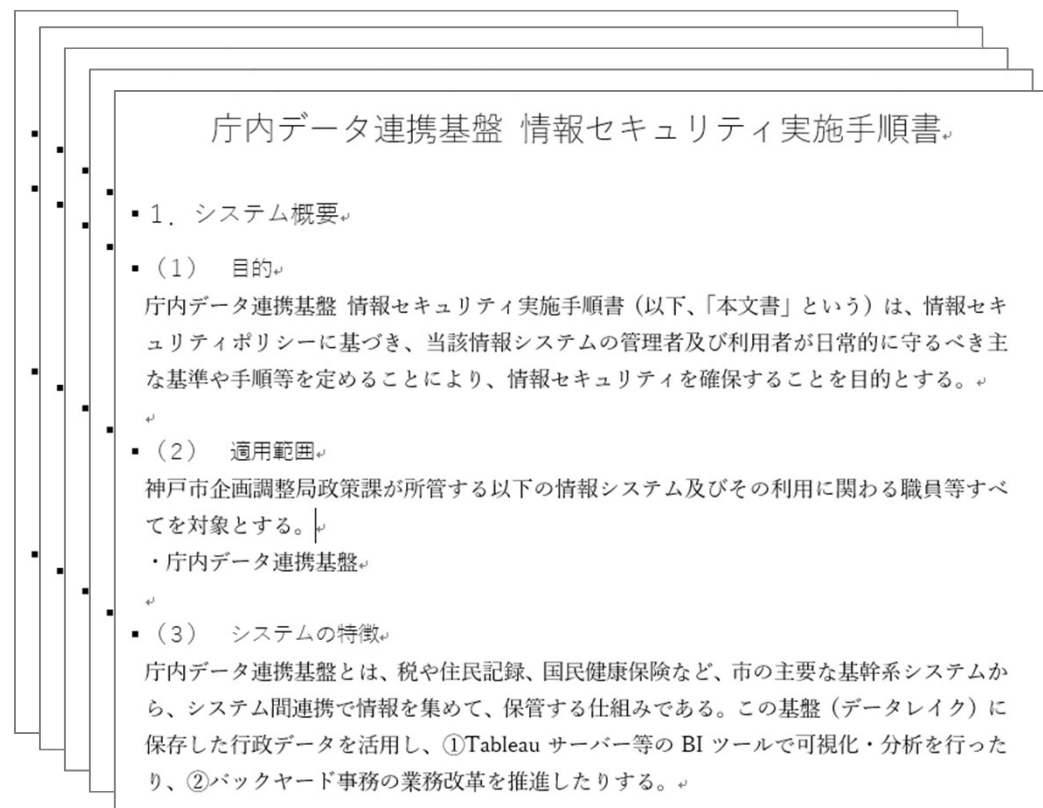 庁内データ連携基盤 情報セキュリティ実施手順書
1．システム概要
（1） 目的
庁内データ連携基盤 情報セキュリティ実施手順書（以下、「本文書」という）は、情報セキ
ュリティポリシーに基づき、当該情報システムの管理者及び利用者が日常的に守るべき主
な基準や手順等を定めることにより、情報セキュリティを確保することを目的とする。
（2） 適用範囲
神戸市企画調整局政策課が所管する以下の情報システム及びその利用に関わる職員等すべ
てを対象とする。
・庁内データ連携基盤
（3） システムの特徴
庁内データ連携基盤とは、税や住民記録、国民健康保険など、市の主要な基幹系システムか
ら、システム間連携で情報を集めて、保管する仕組みである。この基盤（データレイク）に
保存した行政データを活用し、①Tableau サーバー等の BI ツールで可視化・分析を行った
り、②バックヤード事務の業務改革を推進したりする。